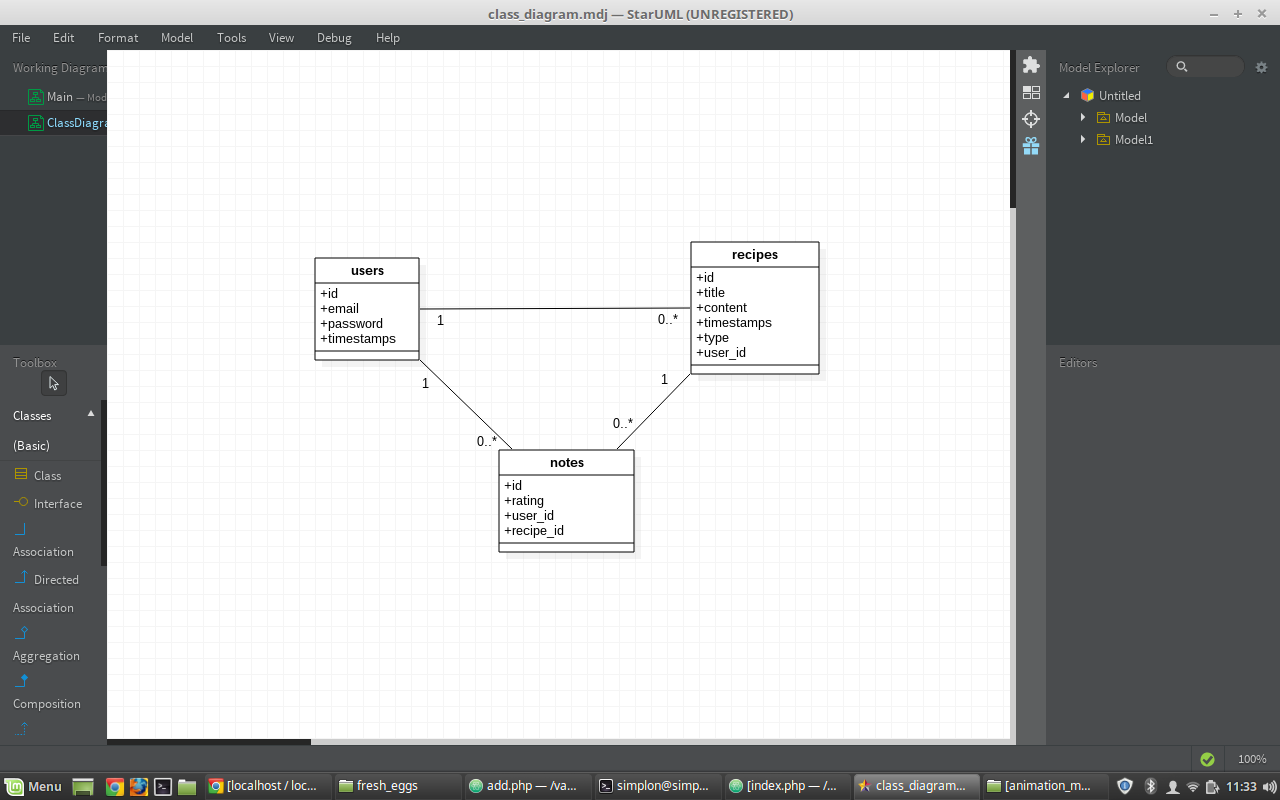 class_diagram.mdj — StarUML (UNREGISTERED)
File Edit Format Model Tools View Debug Help
Working Diagram
Main — Mod
ClassDiagra
Toolbox
Classes
(Basic)
Class
Interface
Association
Directed
Association
Aggregation
Composition
users
+id
+email
+password
+timestamps
1
0..*
recipes
+id
+title
+content
+timestamps
+type
+user_id
1
0..*
1
0..*
notes
+id
+rating
+user_id
+recipe_id
Model Explorer
Untitled
Model
Model1
Editors
100%
Menu
[localhost / loc...
fresh_eggs
add.php — /va...
simplon@simp...
[index.php — /...
class_diagram...
[animation_m...
11:33